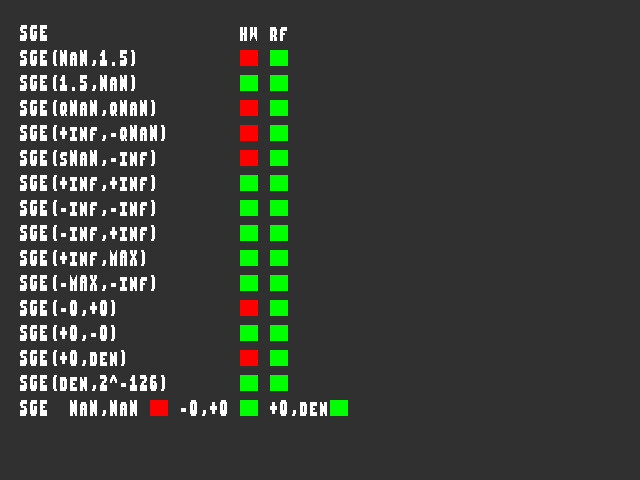 SGE HW RF
SGE(NAN,1.5)
SGE(1.5,NAN)
SGE(QNAN,QNAN)
SGE(+INF,-QNAN)
SGE(SNAN,-INF)
SGE(+INF,+INF)
SGE(-INF,-INF)
SGE(-INF,+INF)
SGE(+INF,MAX)
SGE(-MAX,-INF)
SGE(-0,+0)
SGE(+0,-0)
SGE(+0,DEN)
SGE(DEN,2^-126)
SGE NAN,NAN -0,+0 +0,DEN